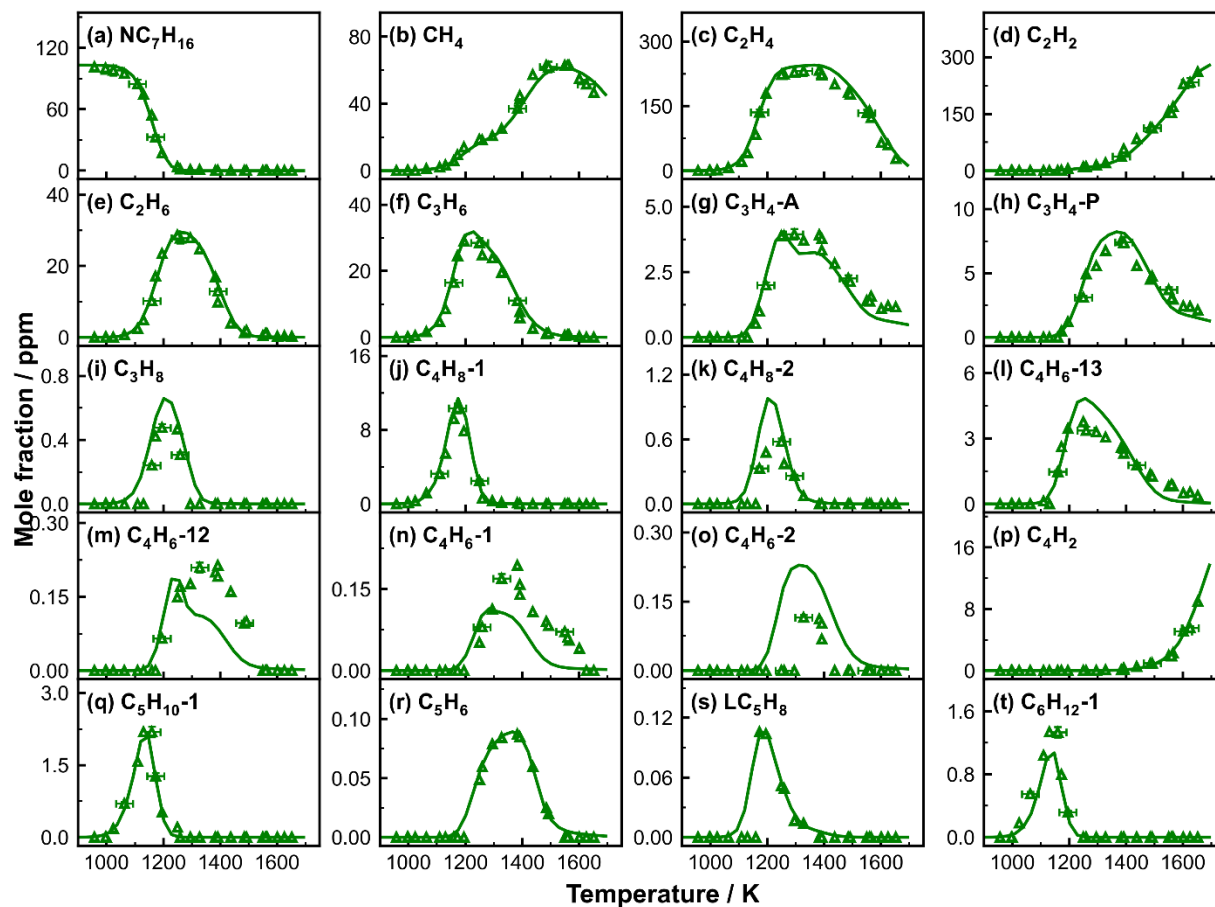 (a) NC₇H₁₆
(b) CH₄
(c) C₂H₄
(d) C₂H₂
120
80
40
0
80
60
40
20
0
300
150
0
300
150
0
(e) C₂H₆
(f) C₃H₆
(g) C₃H₄-A
(h) C₃H₄-P
40
20
0
40
20
0
5.0
2.5
0.0
10
5
0
(i) C₃H₈
(j) C₄H₈-1
(k) C₄H₈-2
(l) C₄H₆-13
0.8
0.4
0.0
16
8
0
1.2
0.6
0.0
6
3
0
(m) C₄H₆-12
(n) C₄H₆-1
(o) C₄H₆-2
(p) C₄H₂
0.30
0.15
0.00
0.15
0.00
0.30
0.15
0.00
16
8
0
(q) C₅H₁₀-1
(r) C₅H₆
(s) LC₅H₈
(t) C₆H₁₂-1
3.0
1.5
0.0
0.10
0.05
0.00
0.12
0.06
0.00
1.6
0.8
0.0
1000 1200 1400 1600
1000 1200 1400 1600
1000 1200 1400 1600
1000 1200 1400 1600
Mole fraction / ppm
Temperature / K